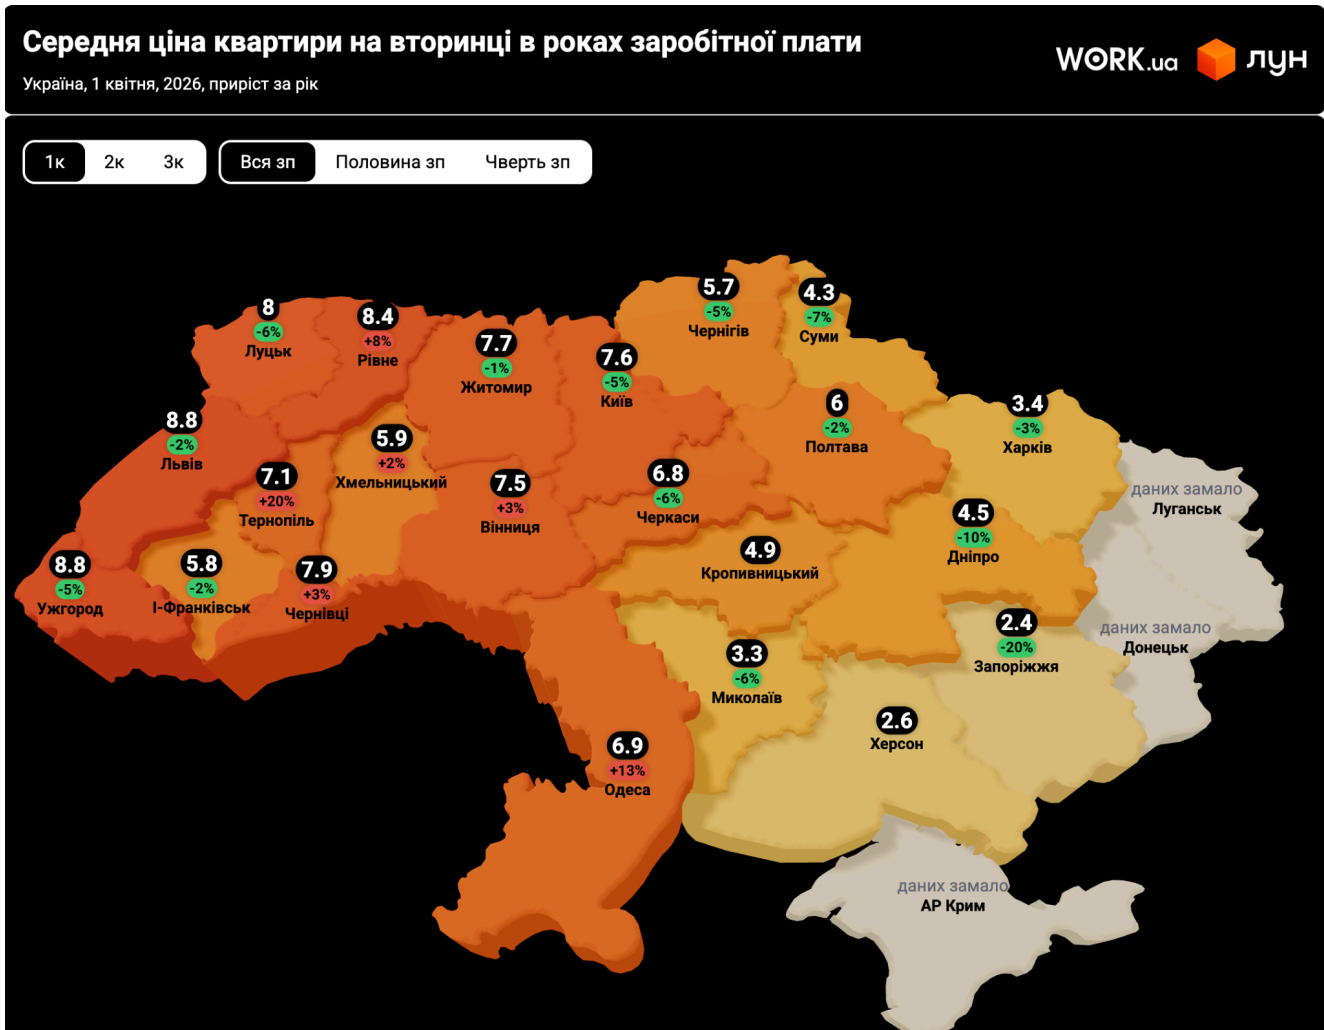 Середня ціна квартири на вторинці в роках заробітної плати
Україна, 1 квітня, 2026, приріст за рік
WORK.ua лун
1к 2к 3к
Вся зп Половина зп Чверть зп
5.7
-5%
Чернігів
4.3
-7%
Суми
8
-6%
Луцьк
8.4
+8%
Рівне
7.7
-1%
Житомир
7.6
-5%
Київ
8.8
-2%
Львів
5.9
+2%
Хмельницький
6
-2%
Полтава
3.4
-3%
Харків
7.1
+20%
Тернопіль
7.5
+3%
Вінниця
6.8
-6%
Черкаси
даних замало
Луганськ
4.5
-10%
Дніпро
8.8
-5%
Ужгород
5.8
-2%
І-Франківськ
7.9
+3%
Чернівці
4.9
Кропивницький
2.4
-20%
Запоріжжя
даних замало
Донецьк
3.3
-6%
Миколаїв
2.6
Херсон
6.9
+13%
Одеса
даних замало
АР Крим